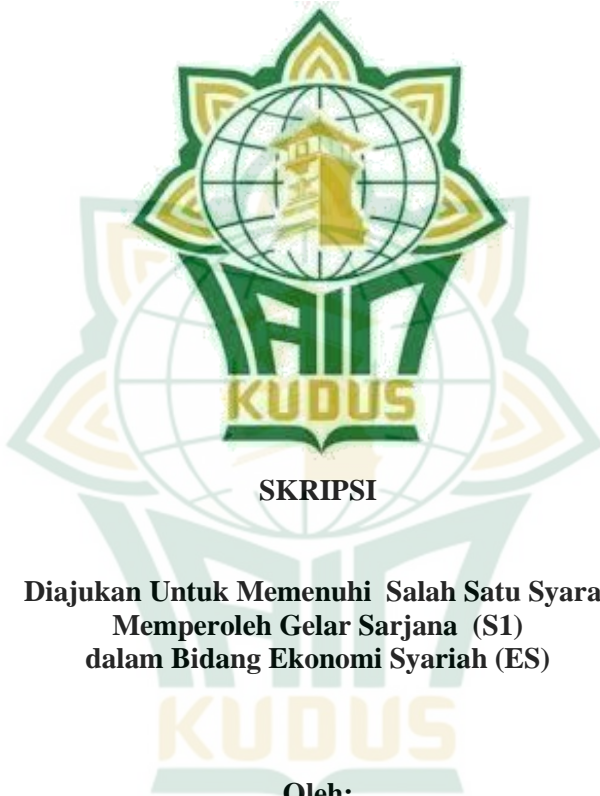 IAIN
KUDUS
SKRIPSI
Diajukan Untuk Memenuhi Salah Satu Syara
Memperoleh Gelar Sarjana (S1)
dalam Bidang Ekonomi Syariah (ES)
KUDUS
Oleh: